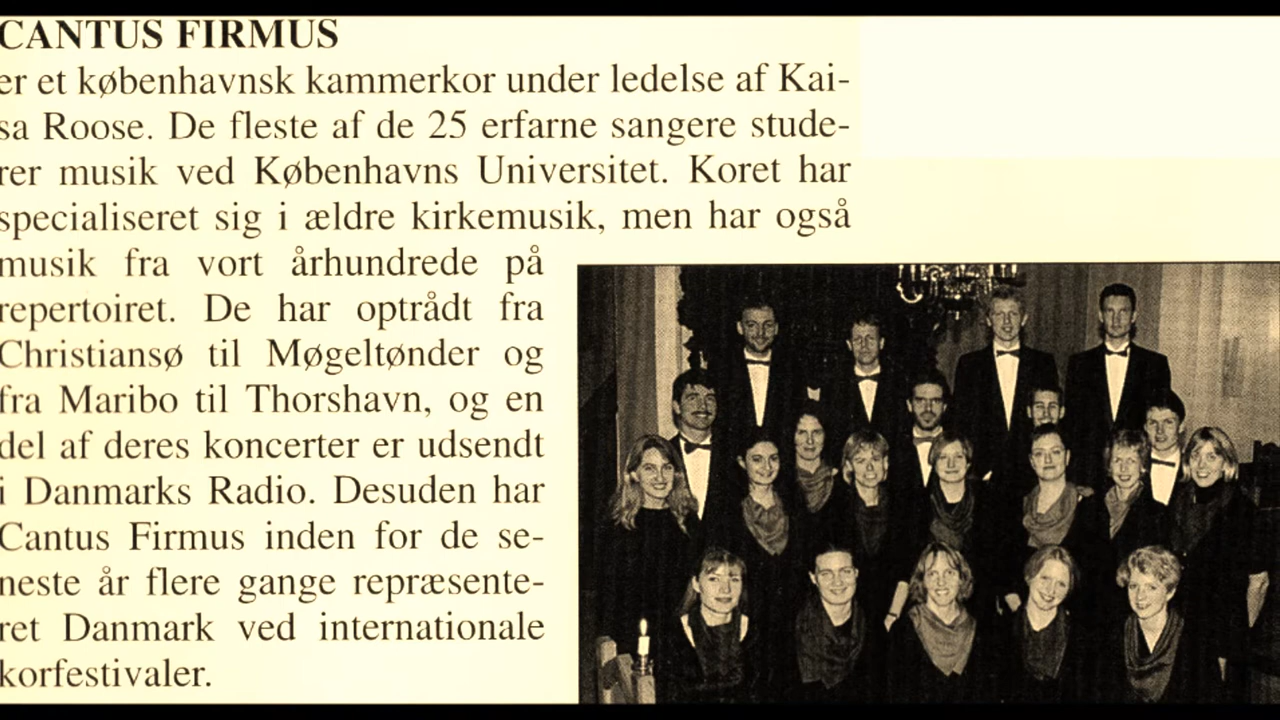 CANTUS FIRMUS
er et københavnsk kammerkor under ledelse af Kai-
sa Roose. De fleste af de 25 erfarne sangere stude-
rer musik ved Københavns Universitet. Koret har
specialiseret sig i ældre kirkemusik, men har også
musik fra vort århundrede på
repertoiret. De har optrådt fra
Christiansø til Møgeltønder og
fra Maribo til Thorshavn, og en
del af deres koncerter er udsendt
i Danmarks Radio. Desuden har
Cantus Firmus inden for de se-
neste år flere gange repræsente-
ret Danmark ved internationale
korfestivaler.